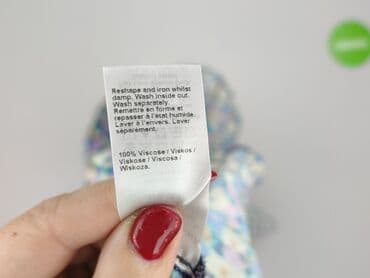 Reshape and iron whilst
damp. Wash inside out.
Wash separately.
Remettre en forme et
repasser à l'état humide.
Laver à l'envers. Laver
séparément.
100% Viscose / Viskos /
Viskose / Viscosa /
Wiskoza.